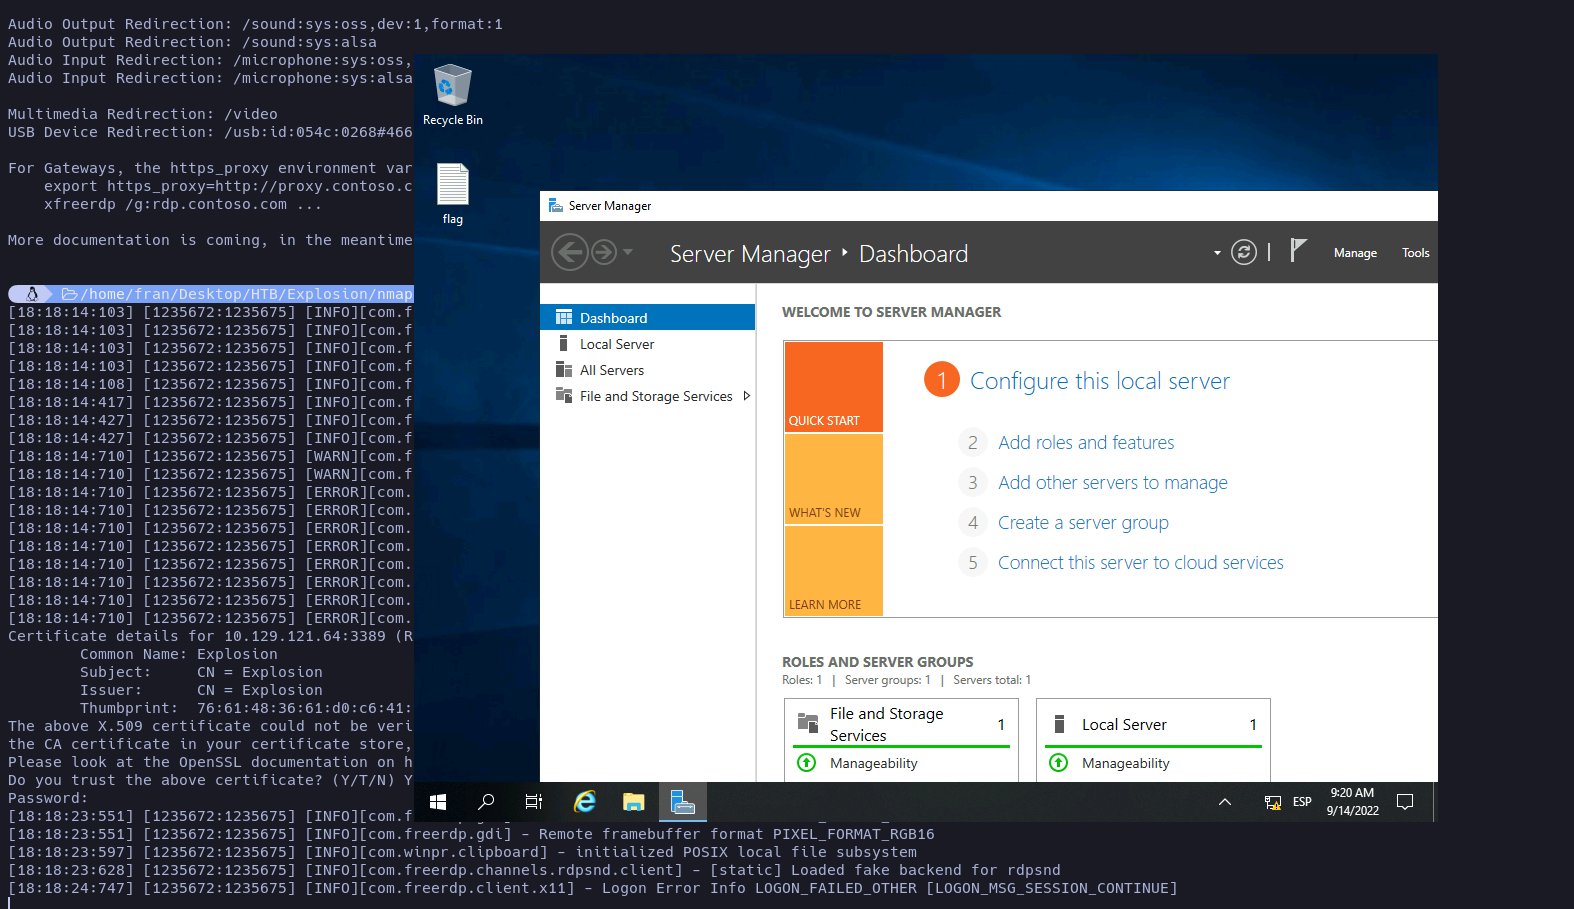 Audio Output Redirection: /sound:sys:oss,dev:1,format:1
Audio Output Redirection: /sound:sys:alsa
Audio Input Redirection: /microphone:sys:oss,
Audio Input Redirection: /microphone:sys:alsa
Multimedia Redirection: /video
USB Device Redirection: /usb:id:054c:0268#466
For Gateways, the https_proxy environment var
export https_proxy=http://proxy.contoso.c
xfreerdp /g:rdp.contoso.com ...
More documentation is coming, in the meantime
/home/fran/Desktop/HTB/Explosion/nmap
[18:18:14:103] [1235672:1235675] [INFO][com.f
[18:18:14:103] [1235672:1235675] [INFO][com.f
[18:18:14:103] [1235672:1235675] [INFO][com.f
[18:18:14:103] [1235672:1235675] [INFO][com.f
[18:18:14:108] [1235672:1235675] [INFO][com.f
[18:18:14:417] [1235672:1235675] [INFO][com.f
[18:18:14:427] [1235672:1235675] [INFO][com.f
[18:18:14:427] [1235672:1235675] [INFO][com.f
[18:18:14:710] [1235672:1235675] [WARN][com.f
[18:18:14:710] [1235672:1235675] [WARN][com.f
[18:18:14:710] [1235672:1235675] [ERROR][com.
[18:18:14:710] [1235672:1235675] [ERROR][com.
[18:18:14:710] [1235672:1235675] [ERROR][com.
[18:18:14:710] [1235672:1235675] [ERROR][com.
[18:18:14:710] [1235672:1235675] [ERROR][com.
[18:18:14:710] [1235672:1235675] [ERROR][com.
[18:18:14:710] [1235672:1235675] [ERROR][com.
[18:18:14:710] [1235672:1235675] [ERROR][com.
Certificate details for 10.129.121.64:3389 (R
Common Name: Explosion
Subject: CN = Explosion
Issuer: CN = Explosion
Thumbprint: 76:61:48:36:61:d0:c6:41:
The above X.509 certificate could not be veri
the CA certificate in your certificate store,
Please look at the OpenSSL documentation on h
Do you trust the above certificate? (Y/T/N) Y
Password:
[18:18:23:551] [1235672:1235675] [INFO][com.f
[18:18:23:551] [1235672:1235675] [INFO][com.freerdp.gdi] - Remote framebuffer format PIXEL_FORMAT_RGB16
[18:18:23:597] [1235672:1235675] [INFO][com.winpr.clipboard] - initialized POSIX local file subsystem
[18:18:23:628] [1235672:1235675] [INFO][com.freerdp.channels.rdpsnd.client] - [static] Loaded fake backend for rdpsnd
[18:18:24:747] [1235672:1235675] [INFO][com.freerdp.client.x11] - Logon Error Info LOGON_FAILED_OTHER [LOGON_MSG_SESSION_CONTINUE]
Recycle Bin
flag
Server Manager
Server Manager ‣ Dashboard
Manage
Tools
Dashboard
Local Server
All Servers
File and Storage Services
WELCOME TO SERVER MANAGER
QUICK START
WHAT'S NEW
LEARN MORE
1 Configure this local server
2 Add roles and features
3 Add other servers to manage
4 Create a server group
5 Connect this server to cloud services
ROLES AND SERVER GROUPS
Roles: 1 | Server groups: 1 | Servers total: 1
File and Storage
Services 1
Manageability
Local Server 1
Manageability
ESP
9:20 AM
9/14/2022